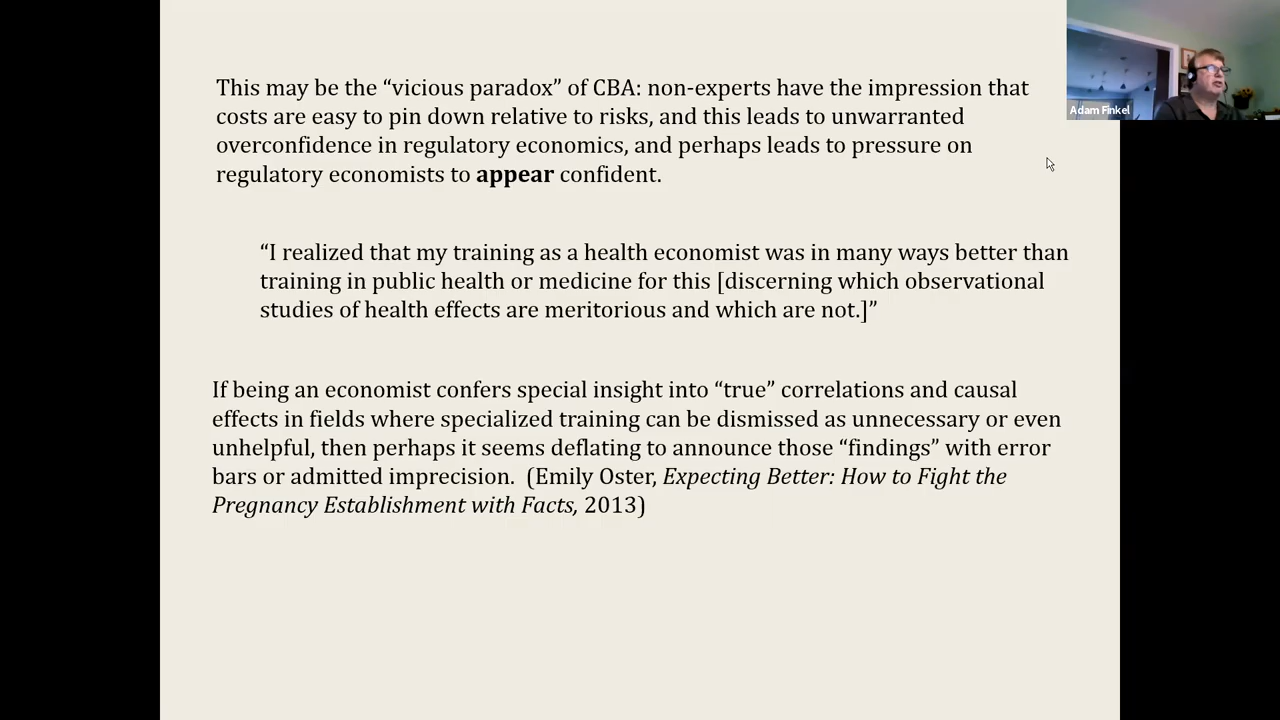 This may be the “vicious paradox” of CBA: non-experts have the impression that
costs are easy to pin down relative to risks, and this leads to unwarranted
overconfidence in regulatory economics, and perhaps leads to pressure on
regulatory economists to appear confident.
“I realized that my training as a health economist was in many ways better than
training in public health or medicine for this [discerning which observational
studies of health effects are meritorious and which are not.]”
If being an economist confers special insight into “true” correlations and causal
effects in fields where specialized training can be dismissed as unnecessary or even
unhelpful, then perhaps it seems deflating to announce those “findings” with error
bars or admitted imprecision.  (Emily Oster, Expecting Better: How to Fight the
Pregnancy Establishment with Facts, 2013)
Adam Finkel